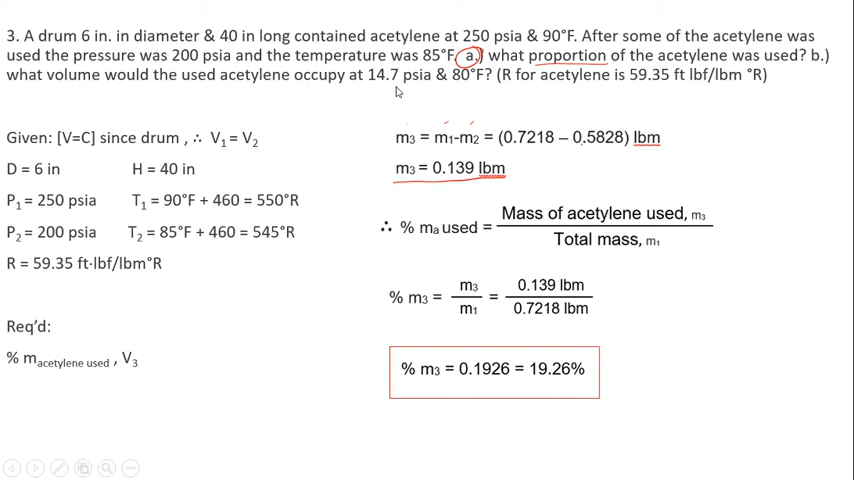 3. A drum 6 in. in diameter & 40 in long contained acetylene at 250 psia & 90°F. After some of the acetylene was
used the pressure was 200 psia and the temperature was 85°F. a.) what proportion of the acetylene was used? b.)
what volume would the used acetylene occupy at 14.7 psia & 80°F? (R for acetylene is 59.35 ft lbf/lbm °R)
Given: [V=C] since drum , ∴ V₁ = V₂
D = 6 in H = 40 in
P₁ = 250 psia T₁ = 90°F + 460 = 550°R
P₂ = 200 psia T₂ = 85°F + 460 = 545°R
R = 59.35 ft·lbf/lbm°R
Req'd:
% m acetylene used , V₃
m₃ = m₁-m₂ = (0.7218 – 0.5828) lbm
m₃ = 0.139 lbm
∴ % mₐ used = Mass of acetylene used, m₃
Total mass, m₁
% m₃ = m₃ = 0.139 lbm
m₁ 0.7218 lbm
% m₃ = 0.1926 = 19.26%